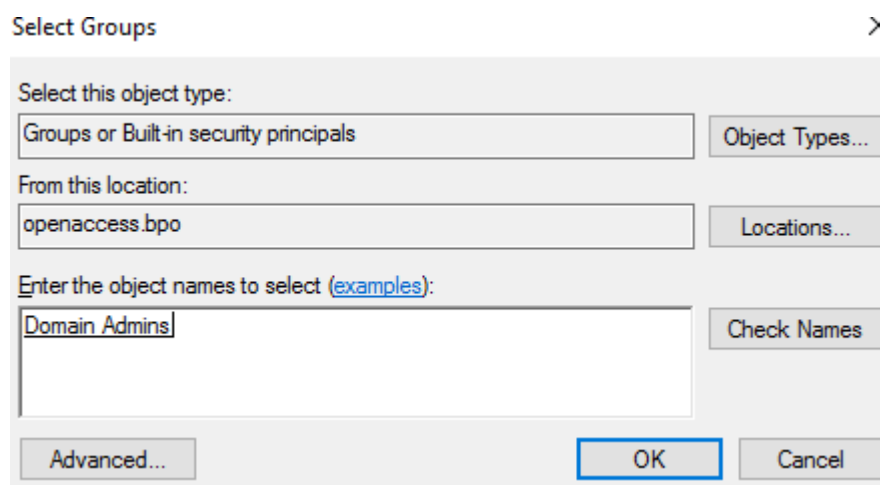 Select Groups
Select this object type:
Groups or Built-in security principals
Object Types...
From this location:
openaccess.bpo
Locations...
Enter the object names to select (examples):
Domain Admins
Check Names
Advanced...
OK
Cancel